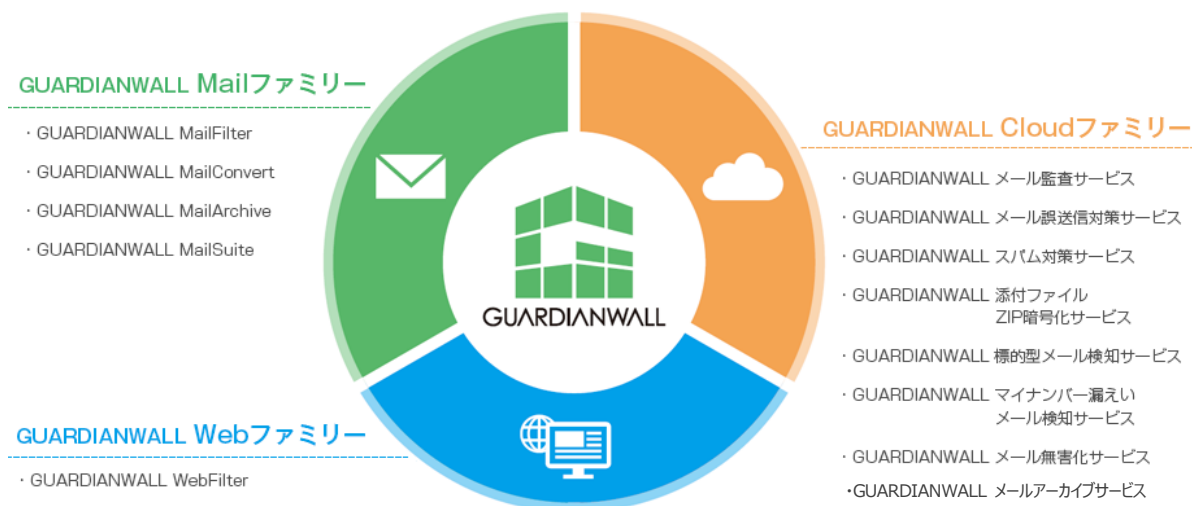 GUARDIANWALL Mailファミリー
・GUARDIANWALL MailFilter
・GUARDIANWALL MailConvert
・GUARDIANWALL MailArchive
・GUARDIANWALL MailSuite
GUARDIANWALL
GUARDIANWALL Cloudファミリー
・GUARDIANWALL メール監査サービス
・GUARDIANWALL メール誤送信対策サービス
・GUARDIANWALL スパム対策サービス
・GUARDIANWALL 添付ファイル
ZIP暗号化サービス
・GUARDIANWALL 標的型メール検知サービス
・GUARDIANWALL マイナンバー漏えい
メール検知サービス
・GUARDIANWALL メール無害化サービス
・GUARDIANWALL メールアーカイブサービス
GUARDIANWALL Webファミリー
・GUARDIANWALL WebFilter